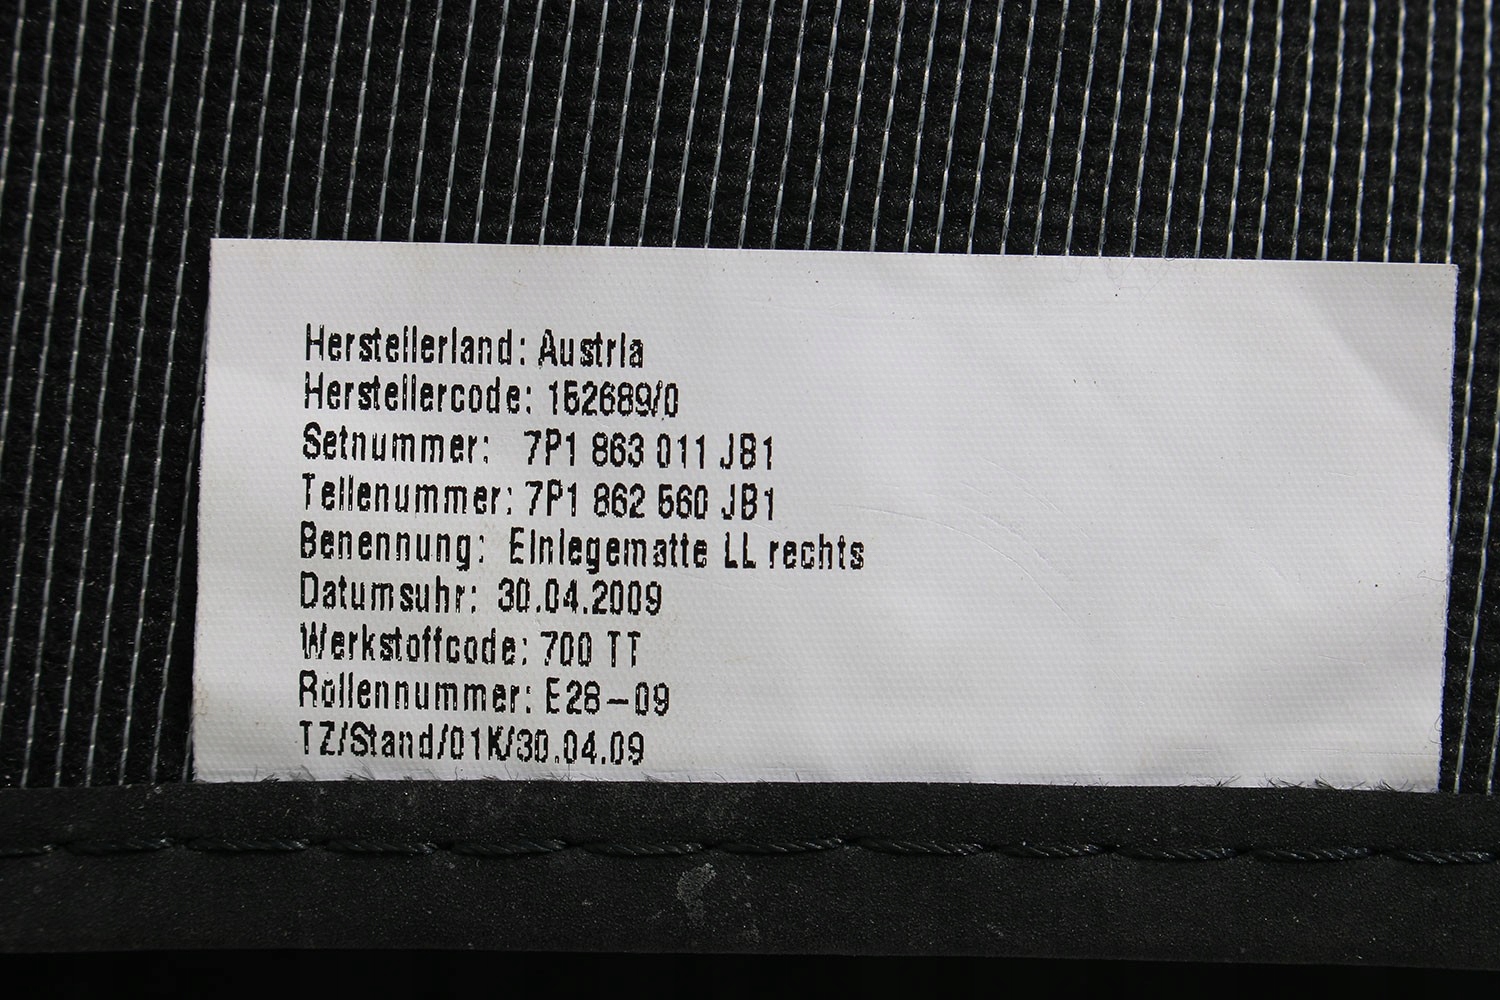 Herstellerland: Austria
Herstellercode: 152689/0
Setnummer: 7P1 863 011 JB1
Teilenummer: 7P1 862 560 JB1
Benennung: Einlegematte LL rechts
Datumsuhr: 30.04.2009
Werkstoffcode: 700 TT
Rollennummer: E28-09
TZ/Stand/01K/30.04.09